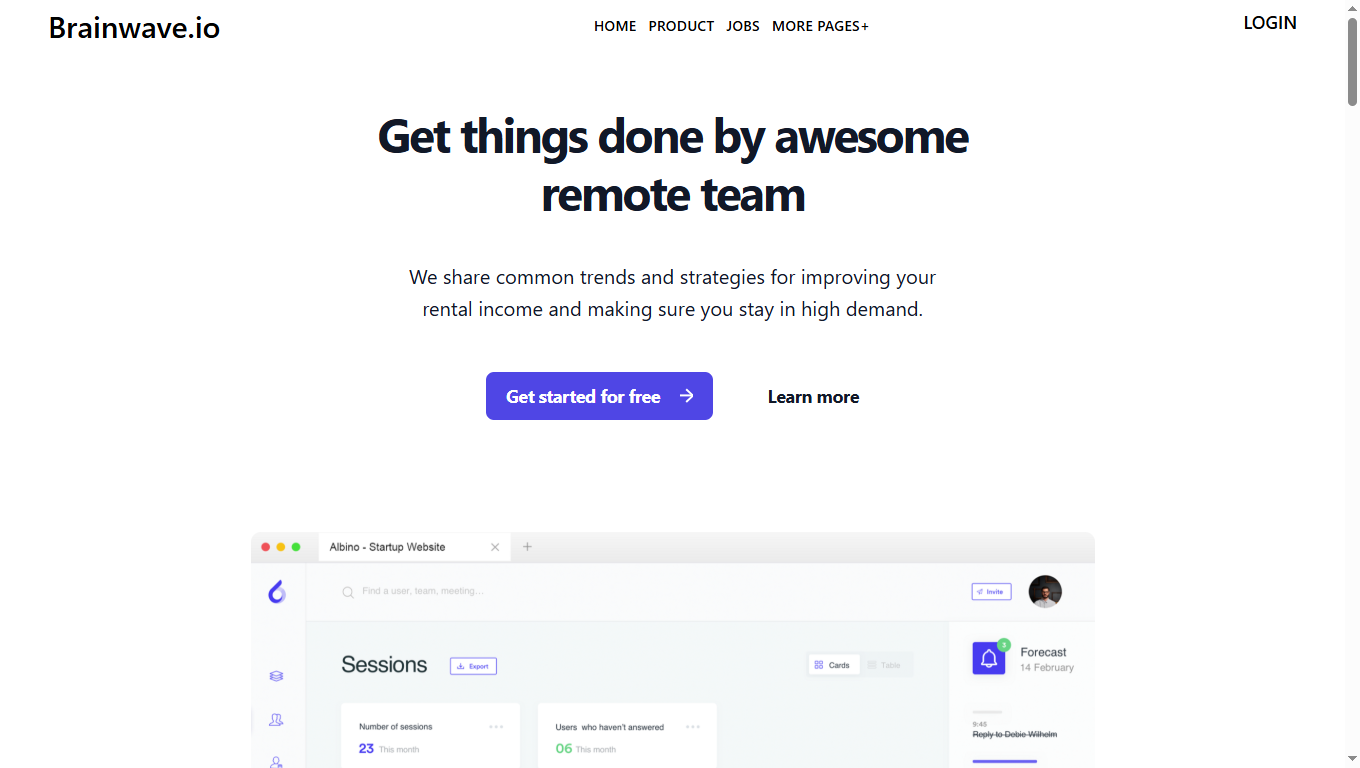 Brainwave.io
HOME PRODUCT JOBS MORE PAGES+
LOGIN
Get things done by awesome
remote team
We share common trends and strategies for improving your
rental income and making sure you stay in high demand.
Get started for free
Learn more
Albino - Startup Website
Find a user, team, meeting...
Invite
Sessions
Export
Cards
Table
3
Forecast
14 February
Number of sessions
23 This month
Users who haven't answered
06 This month
9:45
Reply to Debie Wilhelm